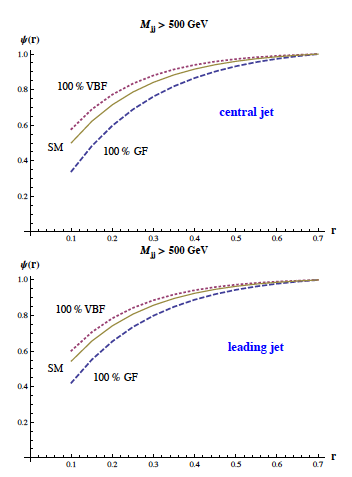 M_jj > 500 GeV
ψ(r)
1.0
100 % VBF
0.8
central jet
0.6
SM
100 % GF
0.4
0.2
r
0.1 0.2 0.3 0.4 0.5 0.6 0.7
M_jj > 500 GeV
ψ(r)
1.0
100 % VBF
0.8
leading jet
0.6
SM
100 % GF
0.4
0.2
r
0.1 0.2 0.3 0.4 0.5 0.6 0.7